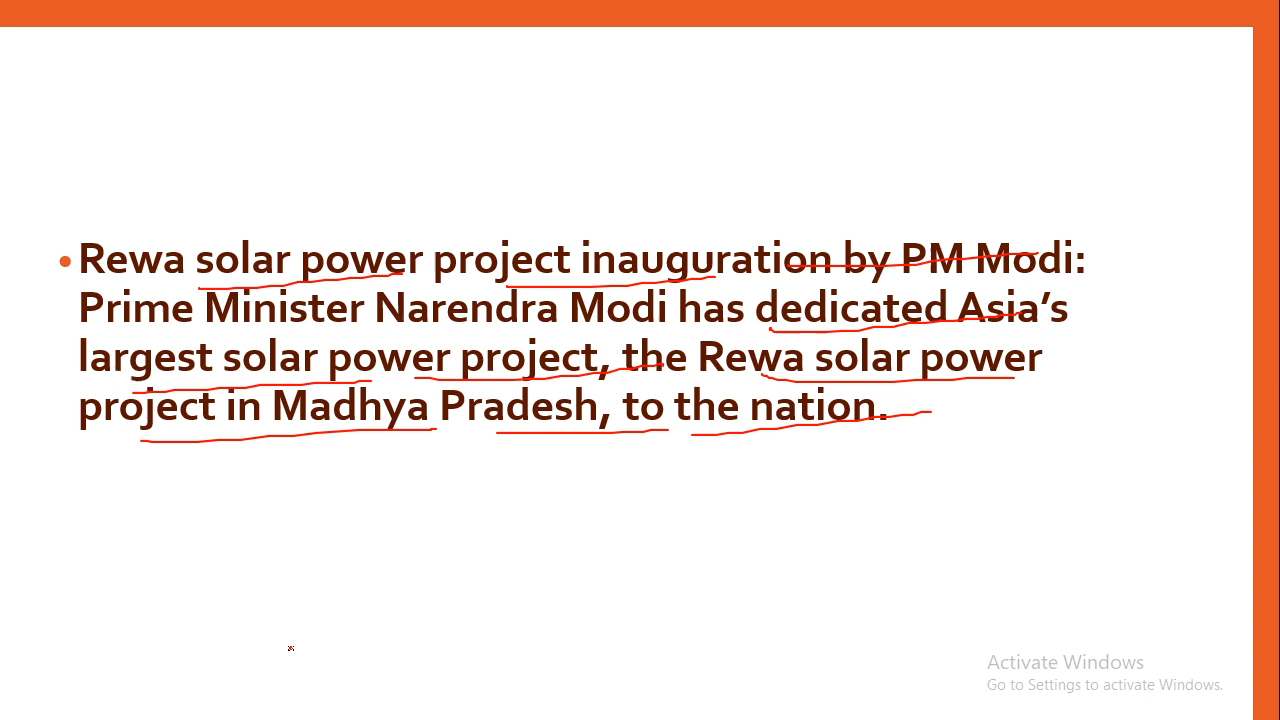 • Rewa solar power project inauguration by PM Modi:
Prime Minister Narendra Modi has dedicated Asia’s
largest solar power project, the Rewa solar power
project in Madhya Pradesh, to the nation.
Activate Windows
Go to Settings to activate Windows.